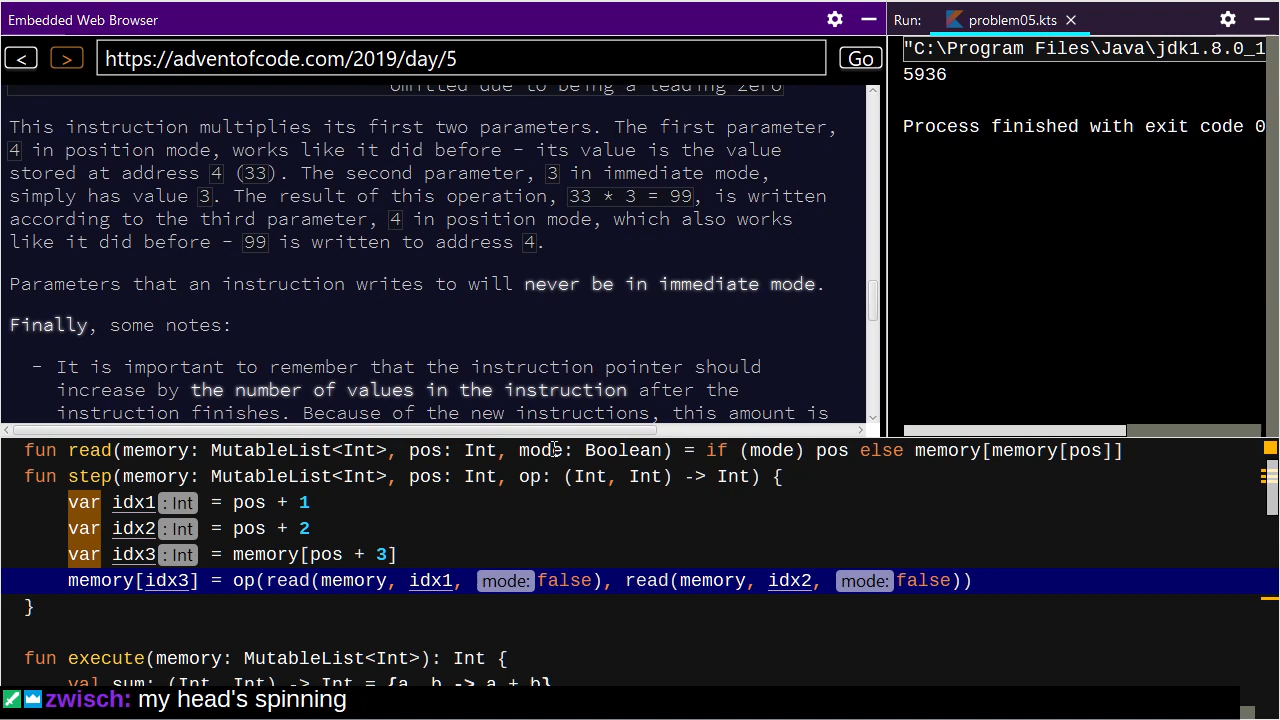 Embedded Web Browser
Run: problem05.kts
< > https://adventofcode.com/2019/day/5 Go
"C:\Program Files\Java\jdk1.8.0_1
5936
Process finished with exit code 0
omitted due to being a leading zero
This instruction multiplies its first two parameters. The first parameter,
4 in position mode, works like it did before - its value is the value
stored at address 4 (33). The second parameter, 3 in immediate mode,
simply has value 3. The result of this operation, 33 * 3 = 99, is written
according to the third parameter, 4 in position mode, which also works
like it did before - 99 is written to address 4.
Parameters that an instruction writes to will never be in immediate mode.
Finally, some notes:
- It is important to remember that the instruction pointer should
increase by the number of values in the instruction after the
instruction finishes. Because of the new instructions, this amount is
fun read(memory: MutableList<Int>, pos: Int, mode: Boolean) = if (mode) pos else memory[memory[pos]]
fun step(memory: MutableList<Int>, pos: Int, op: (Int, Int) -> Int) {
var idx1 : Int = pos + 1
var idx2 : Int = pos + 2
var idx3 : Int = memory[pos + 3]
memory[idx3] = op(read(memory, idx1, mode: false), read(memory, idx2, mode: false))
}
fun execute(memory: MutableList<Int>): Int {
val sum: (Int, Int) -> Int = {a, b -> a + b}
zwisch: my head's spinning